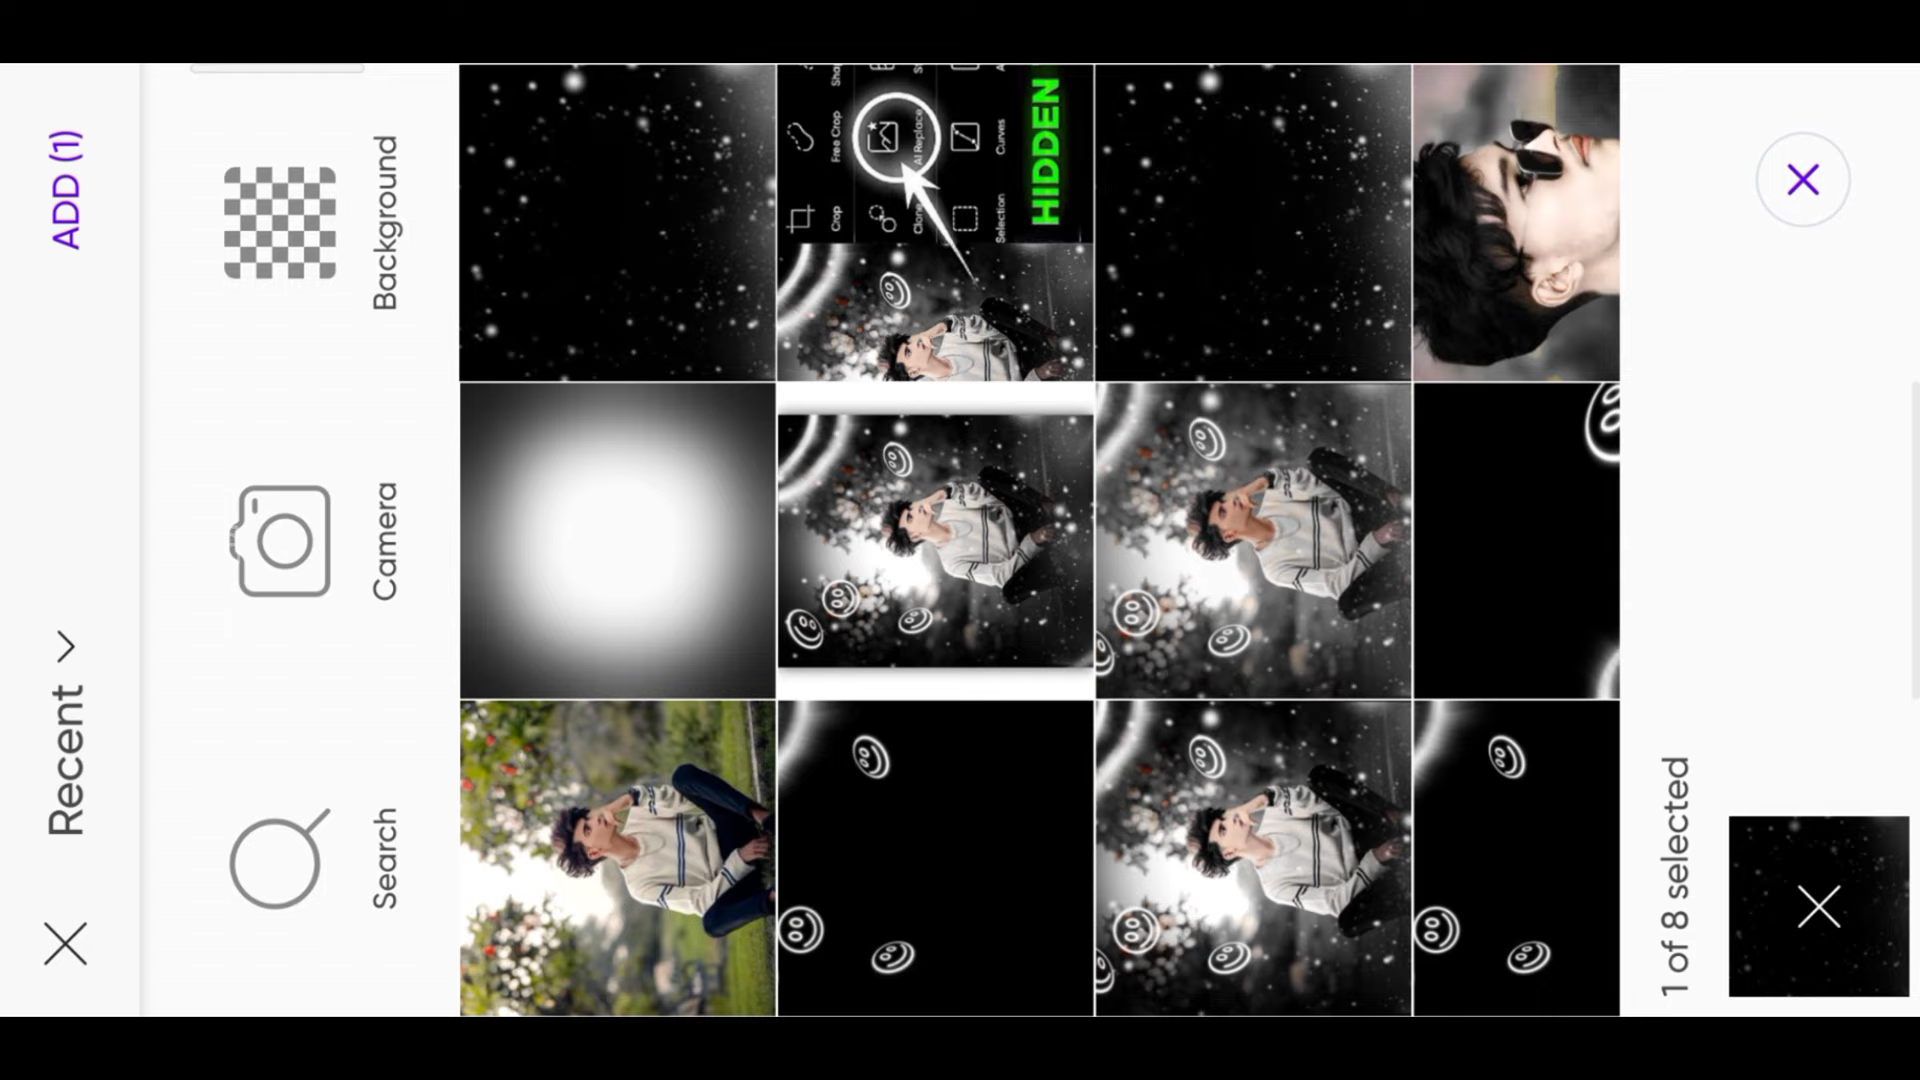 Recent
ADD (1)
Search
Camera
Background
Crop
Free Crop
Sha
Clone
AI Replace
Selection
Curves
HIDDEN
1 of 8 selected